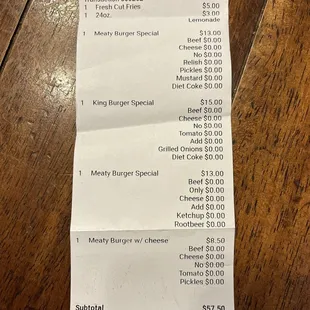 1 Fresh Cut Fries $5.00
1 24oz. $3.00
Lemonade
1 Meaty Burger Special $13.00
Beef $0.00
Cheese $0.00
No $0.00
Relish $0.00
Pickles $0.00
Mustard $0.00
Diet Coke $0.00
1 King Burger Special $15.00
Beef $0.00
Cheese $0.00
No $0.00
Tomato $0.00
Add $0.00
Grilled Onions $0.00
Diet Coke $0.00
1 Meaty Burger Special $13.00
Beef $0.00
Only $0.00
Cheese $0.00
Add $0.00
Ketchup $0.00
Rootbeer $0.00
1 Meaty Burger w/ cheese $8.50
Beef $0.00
Cheese $0.00
No $0.00
Tomato $0.00
Pickles $0.00
Subtotal $57.50